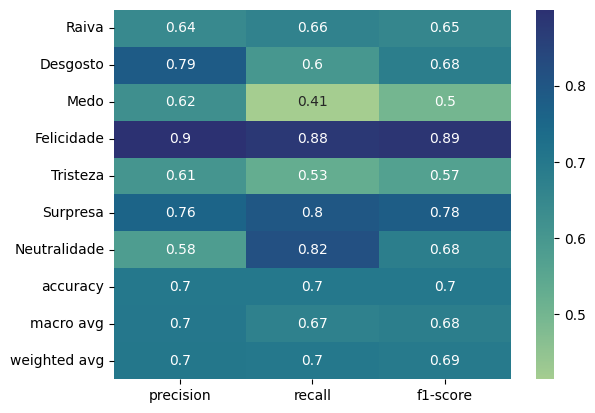 Raiva 0.64 0.66 0.65
Desgosto 0.79 0.6 0.68
Medo 0.62 0.41 0.5
Felicidade 0.9 0.88 0.89
Tristeza 0.61 0.53 0.57
Surpresa 0.76 0.8 0.78
Neutralidade 0.58 0.82 0.68
accuracy 0.7 0.7 0.7
macro avg 0.7 0.67 0.68
weighted avg 0.7 0.7 0.69
precision recall f1-score
0.8
0.7
0.6
0.5